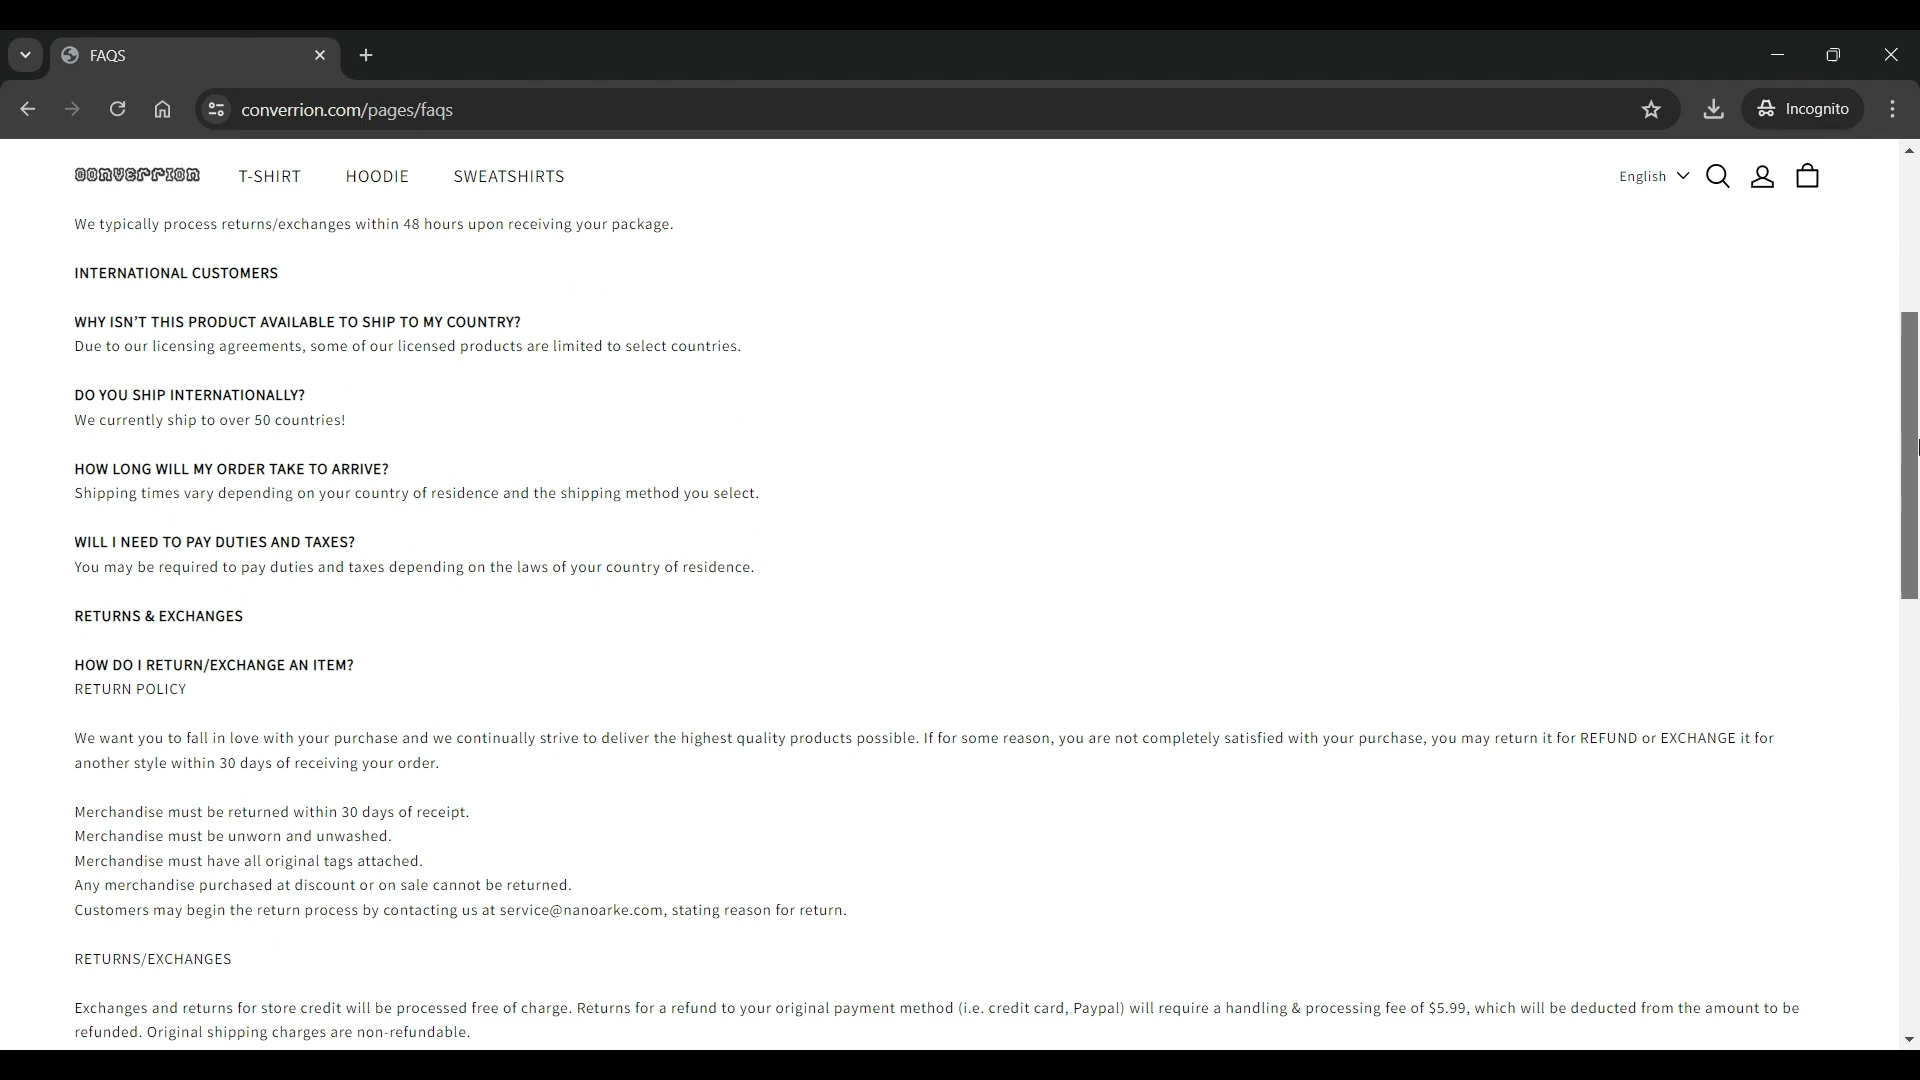 FAQS
converrion.com/pages/faqs
Incognito
converrion
T-SHIRT HOODIE SWEATSHIRTS English
We typically process returns/exchanges within 48 hours upon receiving your package.
INTERNATIONAL CUSTOMERS
WHY ISN'T THIS PRODUCT AVAILABLE TO SHIP TO MY COUNTRY?
Due to our licensing agreements, some of our licensed products are limited to select countries.
DO YOU SHIP INTERNATIONALLY?
We currently ship to over 50 countries!
HOW LONG WILL MY ORDER TAKE TO ARRIVE?
Shipping times vary depending on your country of residence and the shipping method you select.
WILL I NEED TO PAY DUTIES AND TAXES?
You may be required to pay duties and taxes depending on the laws of your country of residence.
RETURNS & EXCHANGES
HOW DO I RETURN/EXCHANGE AN ITEM?
RETURN POLICY
We want you to fall in love with your purchase and we continually strive to deliver the highest quality products possible. If for some reason, you are not completely satisfied with your purchase, you may return it for REFUND or EXCHANGE it for
another style within 30 days of receiving your order.
Merchandise must be returned within 30 days of receipt.
Merchandise must be unworn and unwashed.
Merchandise must have all original tags attached.
Any merchandise purchased at discount or on sale cannot be returned.
Customers may begin the return process by contacting us at service@nanoarke.com, stating reason for return.
RETURNS/EXCHANGES
Exchanges and returns for store credit will be processed free of charge. Returns for a refund to your original payment method (i.e. credit card, Paypal) will require a handling & processing fee of $5.99, which will be deducted from the amount to be
refunded. Original shipping charges are non-refundable.